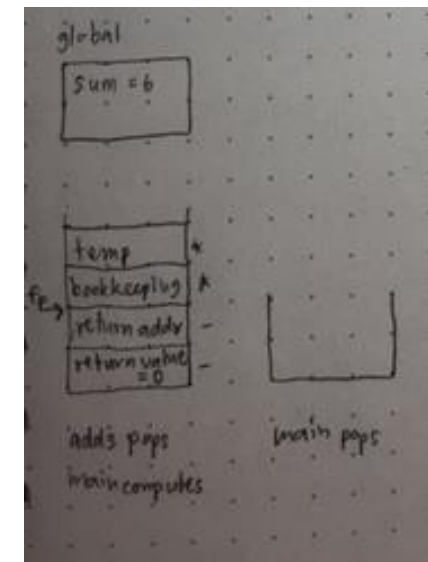 global
sum = 6
temp *
bookkeeping *
fp →
return addr -
return value -
= 0
add3 pops
main computes
main pops